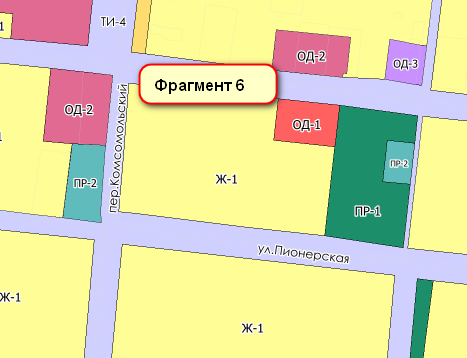 ТИ-4
1
ОД-2
ОД-3
Фрагмент 6
ОД-2
ОД-1
пер.Комсомольский
ПР-2
ПР-2
Ж-1
ПР-1
ул.Пионерская
Ж-1
Ж-1